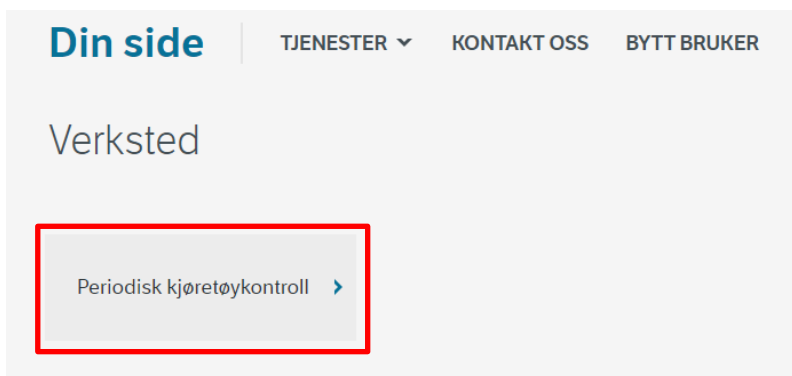 Din side TJENESTER KONTAKT OSS BYTT BRUKER
Verksted
Periodisk kjøretøykontroll